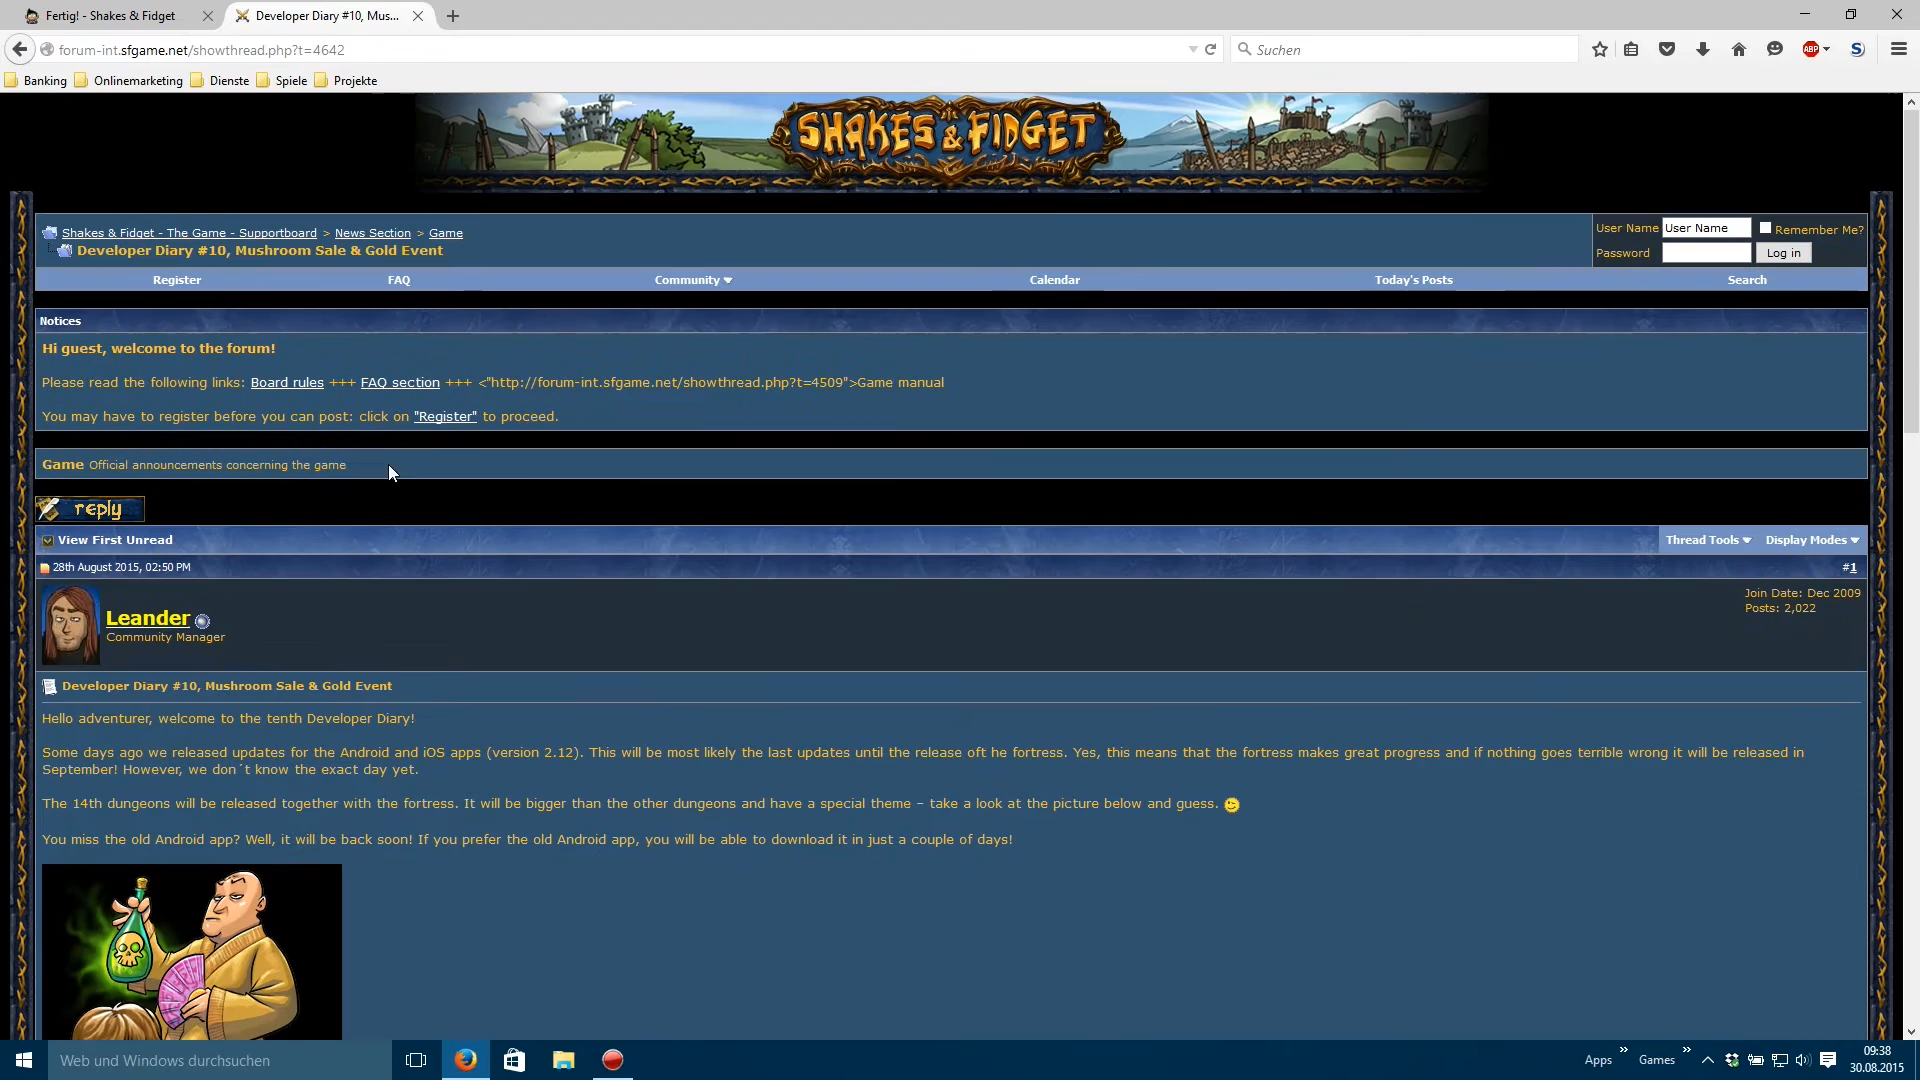 Fertig! - Shakes & Fidget
Developer Diary #10, Mus...
forum-int.sfgame.net/showthread.php?t=4642
Suchen
ABP
S
Banking Onlinemarketing Dienste Spiele Projekte
SHAKES & FIDGET
Shakes & Fidget - The Game - Supportboard > News Section > Game
Developer Diary #10, Mushroom Sale & Gold Event
User Name User Name Remember Me?
Password Log in
Register FAQ Community Calendar Today's Posts Search
Notices
Hi guest, welcome to the forum!
Please read the following links: Board rules +++ FAQ section +++ <"http://forum-int.sfgame.net/showthread.php?t=4509">Game manual
You may have to register before you can post: click on "Register" to proceed.
Game Official announcements concerning the game
reply
View First Unread Thread Tools Display Modes
28th August 2015, 02:50 PM #1
Leander
Community Manager
Join Date: Dec 2009
Posts: 2,022
Developer Diary #10, Mushroom Sale & Gold Event
Hello adventurer, welcome to the tenth Developer Diary!
Some days ago we released updates for the Android and iOS apps (version 2.12). This will be most likely the last updates until the release oft he fortress. Yes, this means that the fortress makes great progress and if nothing goes terrible wrong it will be released in
September! However, we don´t know the exact day yet.
The 14th dungeons will be released together with the fortress. It will be bigger than the other dungeons and have a special theme – take a look at the picture below and guess.
You miss the old Android app? Well, it will be back soon! If you prefer the old Android app, you will be able to download it in just a couple of days!
Web und Windows durchsuchen
Apps » Games »
09:38
30.08.2015